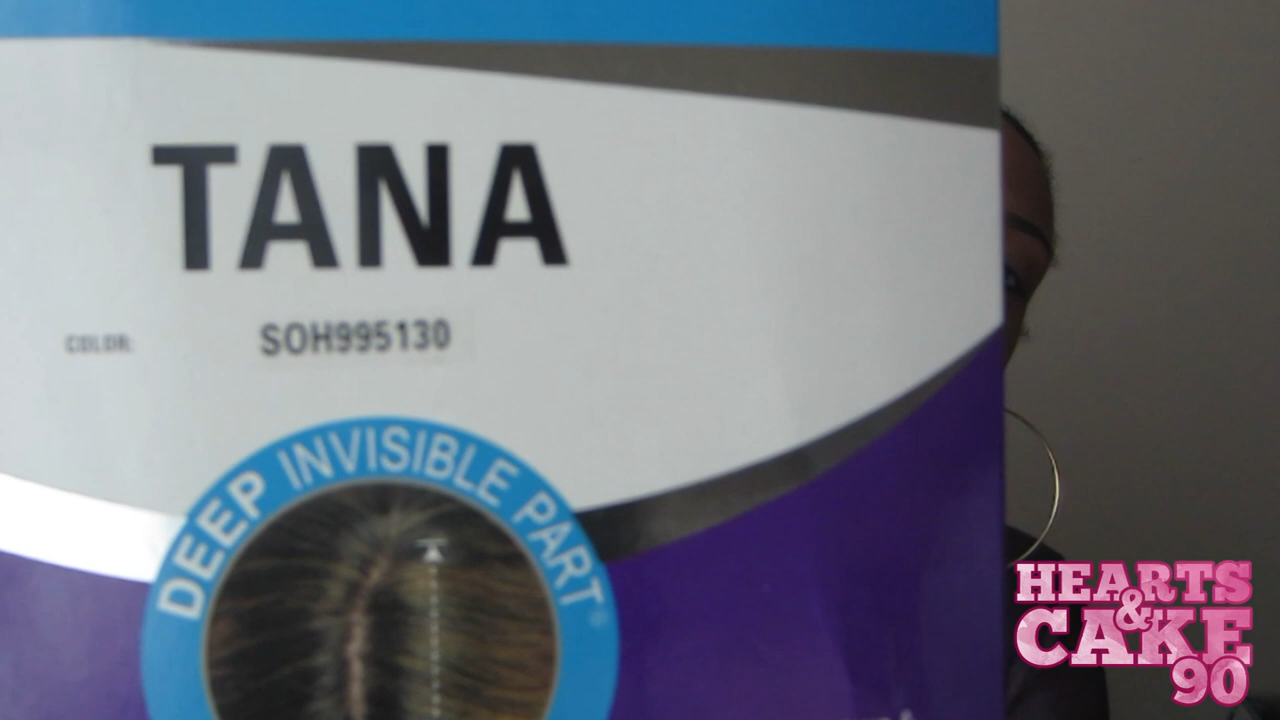 TANA
COLOR: SOH995130
DEEP INVISIBLE PART®
HEARTS
& CAKE
90